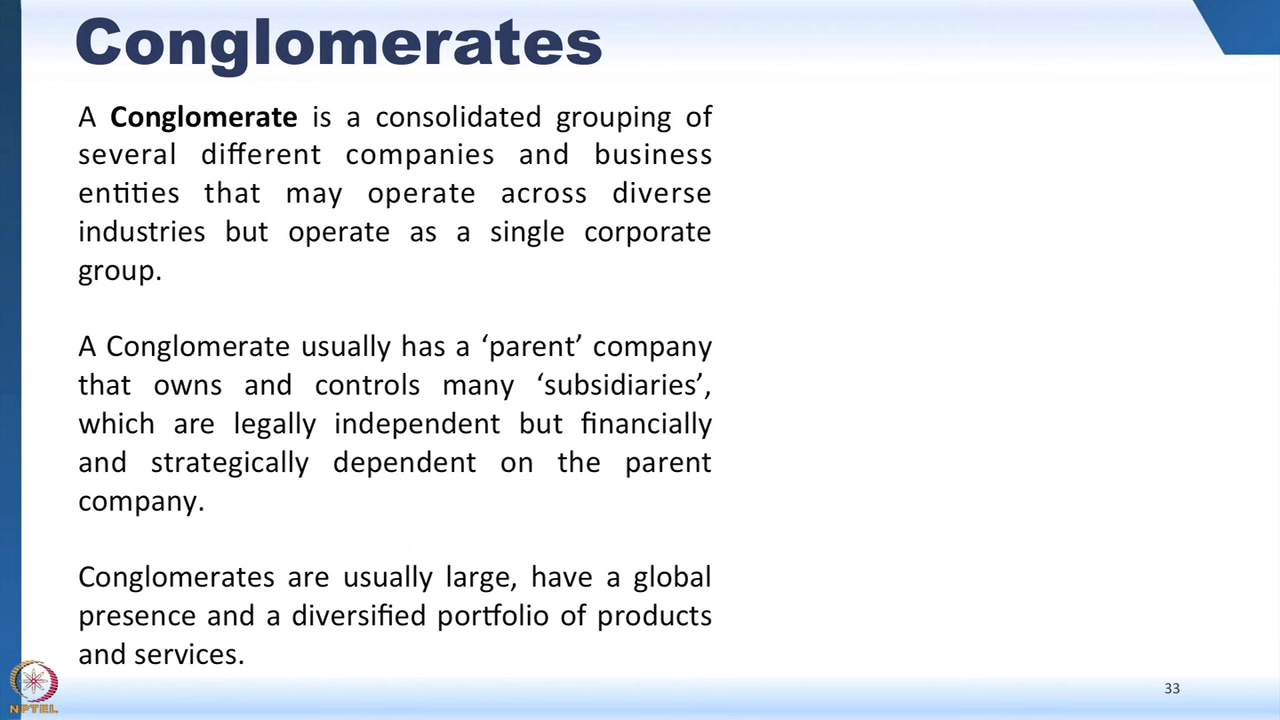 Conglomerates
A Conglomerate is a consolidated grouping of
several different companies and business
entities that may operate across diverse
industries but operate as a single corporate
group.
A Conglomerate usually has a ‘parent’ company
that owns and controls many ‘subsidiaries’,
which are legally independent but financially
and strategically dependent on the parent
company.
Conglomerates are usually large, have a global
presence and a diversified portfolio of products
and services.
NPTEL
33